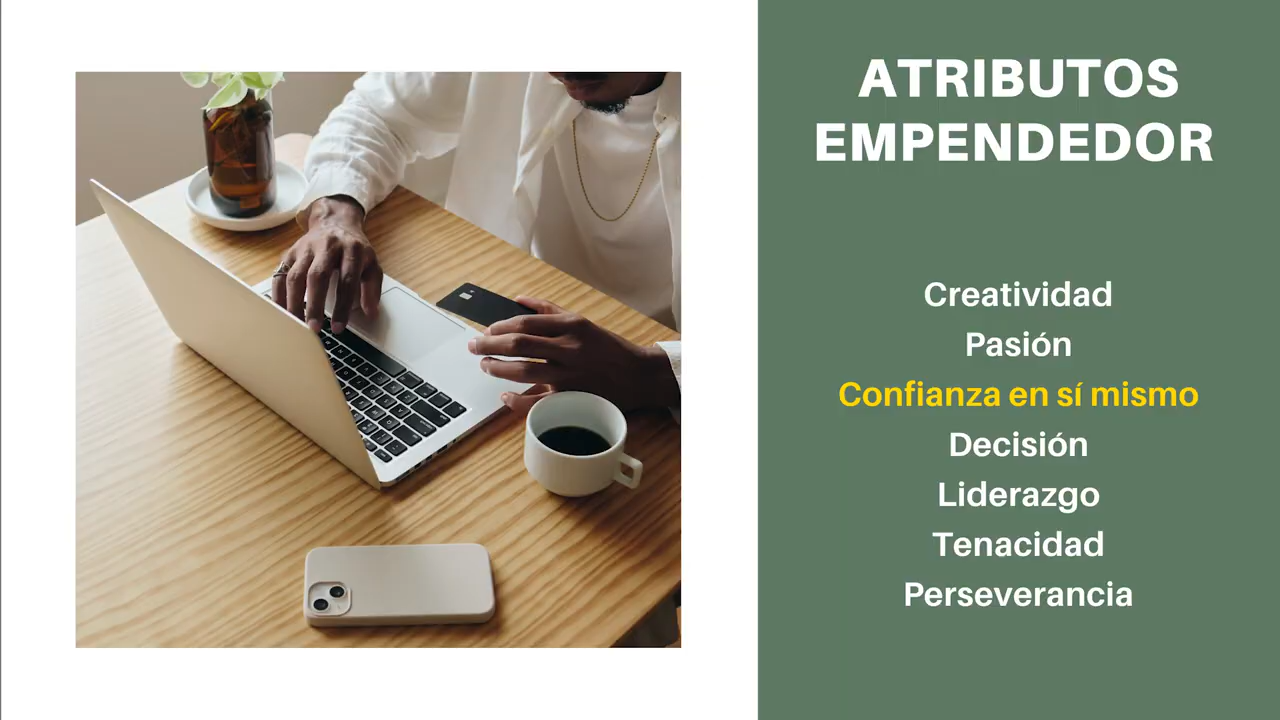 ATRIBUTOS
EMPENDEDOR
Creatividad
Pasión
Confianza en sí mismo
Decisión
Liderazgo
Tenacidad
Perseverancia